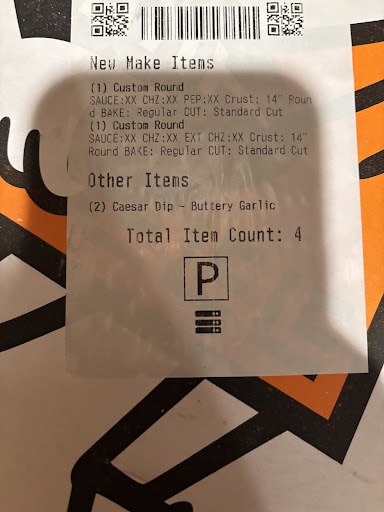 New Make Items
(1) Custom Round
SAUCE:XX CHZ:XX PEP:XX Crust: 14" Roun
d BAKE: Regular CUT: Standard Cut
(1) Custom Round
SAUCE:XX CHZ:XX EXT CHZ:XX Crust: 14"
Round BAKE: Regular CUT: Standard Cut
Other Items
(2) Caesar Dip - Buttery Garlic
Total Item Count: 4
P